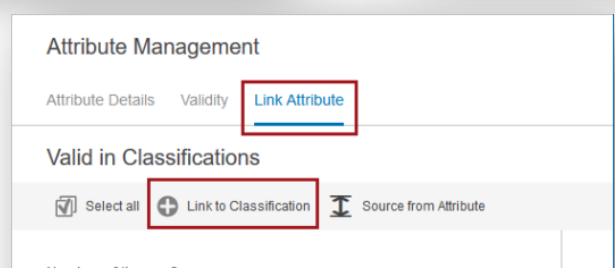 Attribute Management
Attribute Details Validity Link Attribute
Valid in Classifications
Select all Link to Classification Source from Attribute